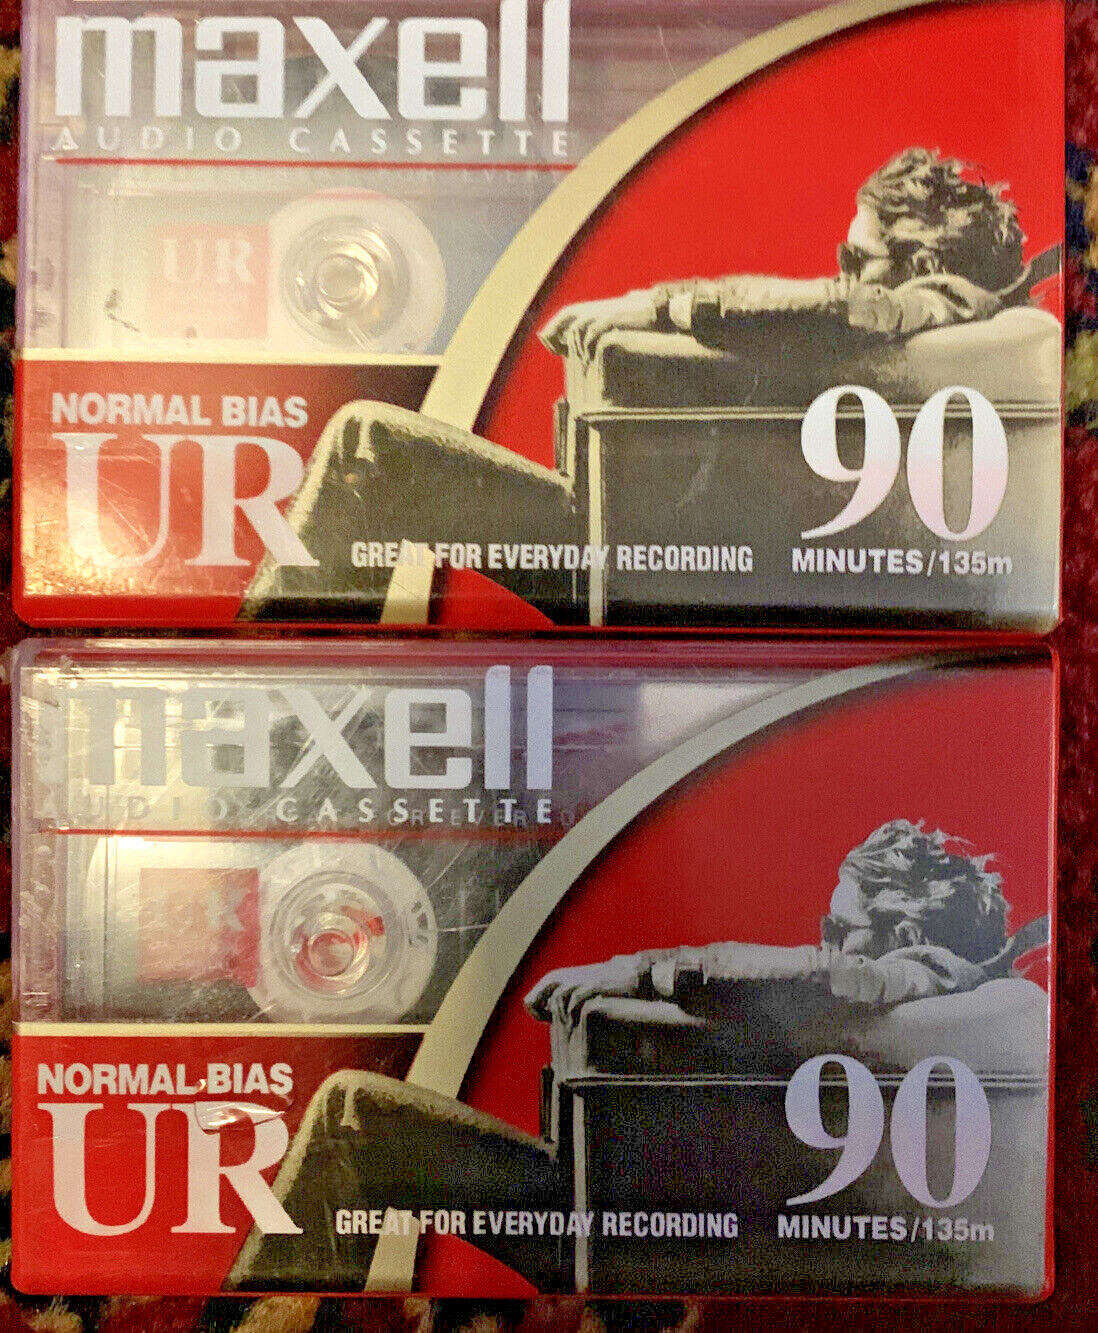 maxell
AUDIO CASSETTE
UR
NORMAL BIAS
UR
GREAT FOR EVERYDAY RECORDING
90
MINUTES/135m
maxell
AUDIO CASSETTE
NORMAL BIAS
UR
GREAT FOR EVERYDAY RECORDING
90
MINUTES/135m